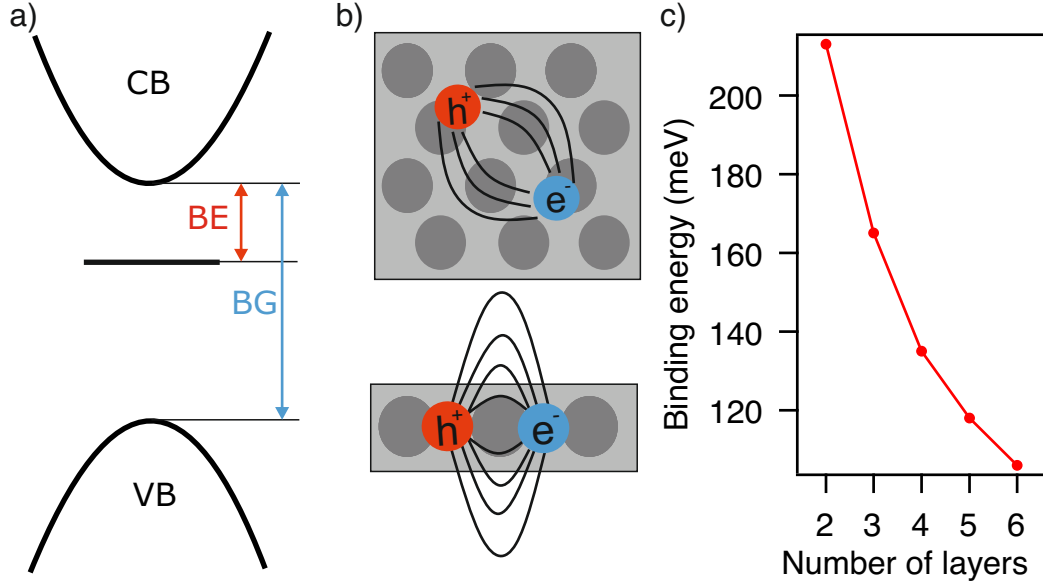 a)
CB
BE
BG
VB
b)
h+
e-
h+
e-
c)
Binding energy (meV)
200
180
160
140
120
2 3 4 5 6
Number of layers